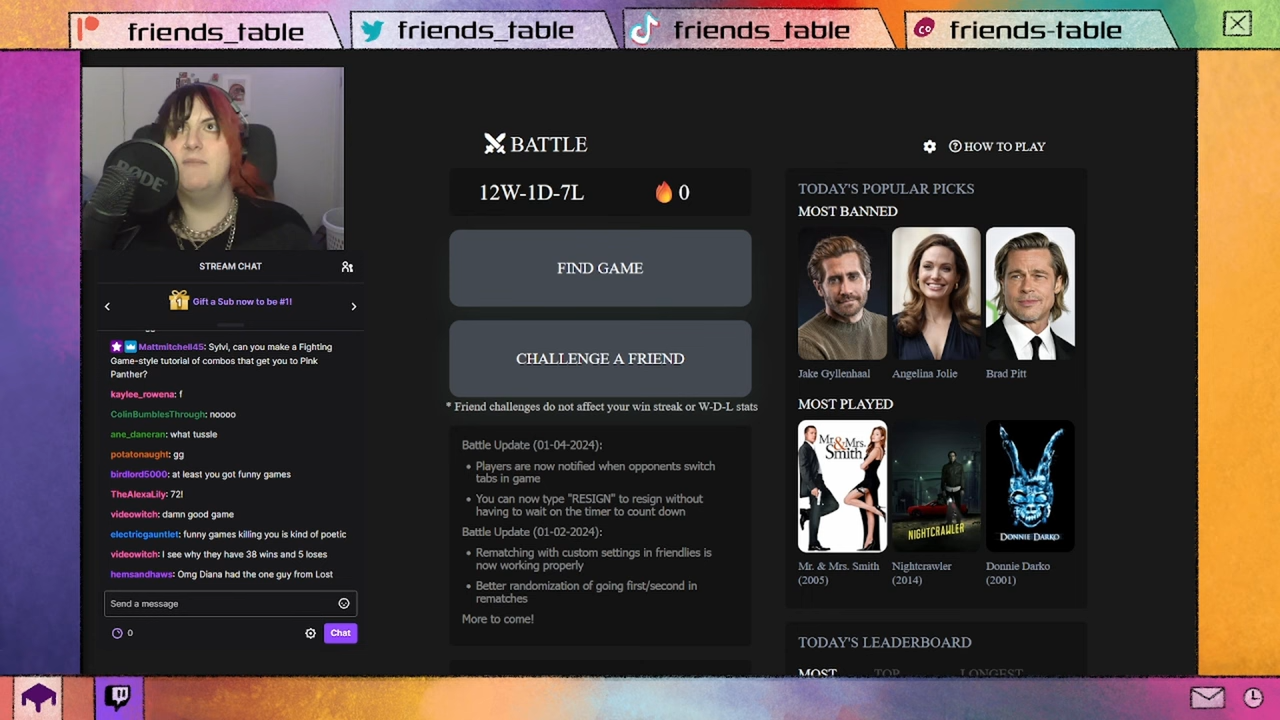 friends_table
friends_table
friends_table
friends-table
RODE
STREAM CHAT
1
Gift a Sub now to be #1!
Mattmitchell45: Sylvi, can you make a Fighting
Game-style tutorial of combos that get you to Pink
Panther?
kaylee_rowena: f
ColinBumblesThrough: noooo
ane_daneran: what tussle
potatonaught: gg
birdlord5000: at least you got funny games
TheAlexaLily: 72!
videowitch: damn good game
electricgauntlet: funny games killing you is kind of poetic
videowitch: I see why they have 38 wins and 5 loses
hemsandhaws: Omg Diana had the one guy from Lost
Send a message
0
Chat
BATTLE
12W-1D-7L
0
FIND GAME
CHALLENGE A FRIEND
* Friend challenges do not affect your win streak or W-D-L stats
Battle Update (01-04-2024):
• Players are now notified when opponents switch
tabs in game
• You can now type "RESIGN" to resign without
having to wait on the timer to count down
Battle Update (01-02-2024):
• Rematching with custom settings in friendlies is
now working properly
• Better randomization of going first/second in
rematches
More to come!
HOW TO PLAY
TODAY'S POPULAR PICKS
MOST BANNED
Jake Gyllenhaal
Angelina Jolie
Brad Pitt
MOST PLAYED
Mr. & Mrs.
Smith
NIGHTCRAWLER
DONNIE DARKO
Mr. & Mrs. Smith
(2005)
Nightcrawler
(2014)
Donnie Darko
(2001)
TODAY'S LEADERBOARD
MOST
TOP
LONGEST